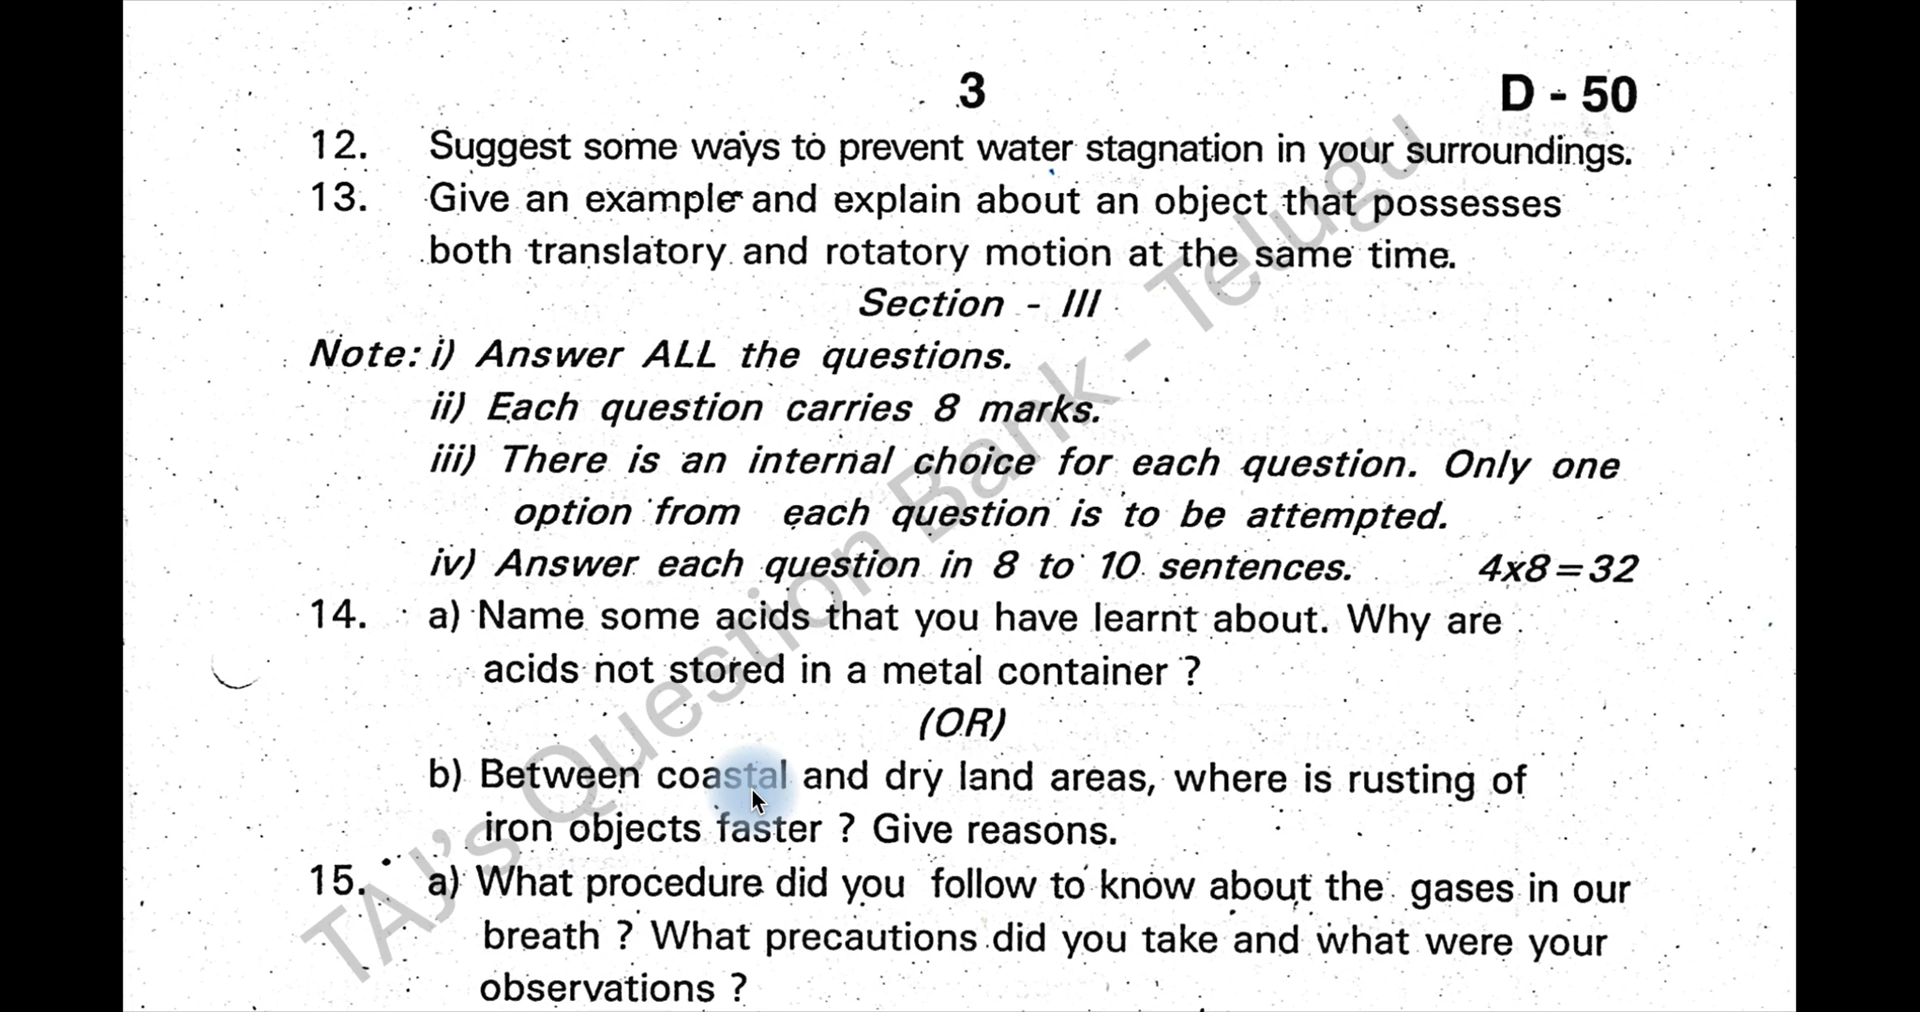 3
D - 50
12. Suggest some ways to prevent water stagnation in your surroundings.
13. Give an example and explain about an object that possesses
both translatory and rotatory motion at the same time.
Section - III
Note: i) Answer ALL the questions.
ii) Each question carries 8 marks.
iii) There is an internal choice for each question. Only one
option from each question is to be attempted.
iv) Answer each question in 8 to 10 sentences. 4x8=32
14. a) Name some acids that you have learnt about. Why are
acids not stored in a metal container ?
(OR)
b) Between coastal and dry land areas, where is rusting of
iron objects faster ? Give reasons.
15. a) What procedure did you follow to know about the gases in our
breath ? What precautions did you take and what were your
observations ?
TAJ's Question Bank - Telugu